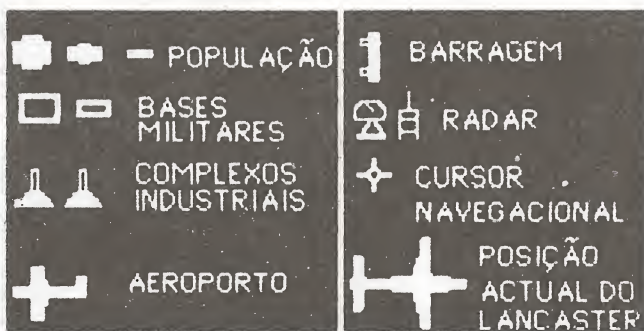 POPULAÇÃO
BASES
MILITARES
COMPLEXOS
INDUSTRIAIS
AEROPORTO
BARRAGEM
RADAR
CURSOR
NAVEGACIONAL
POSIÇÃO
ACTUAL DO
LANCASTER